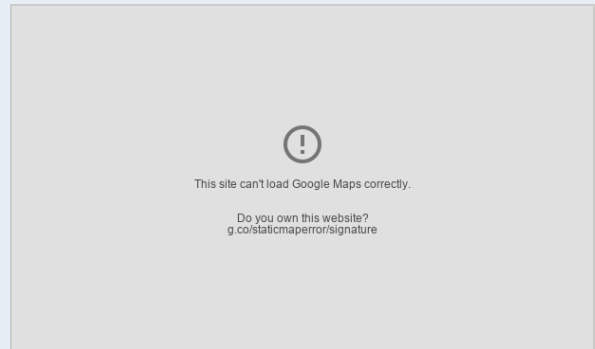 This site can't load Google Maps correctly.
Do you own this website?
g.co/staticmaperror/signature